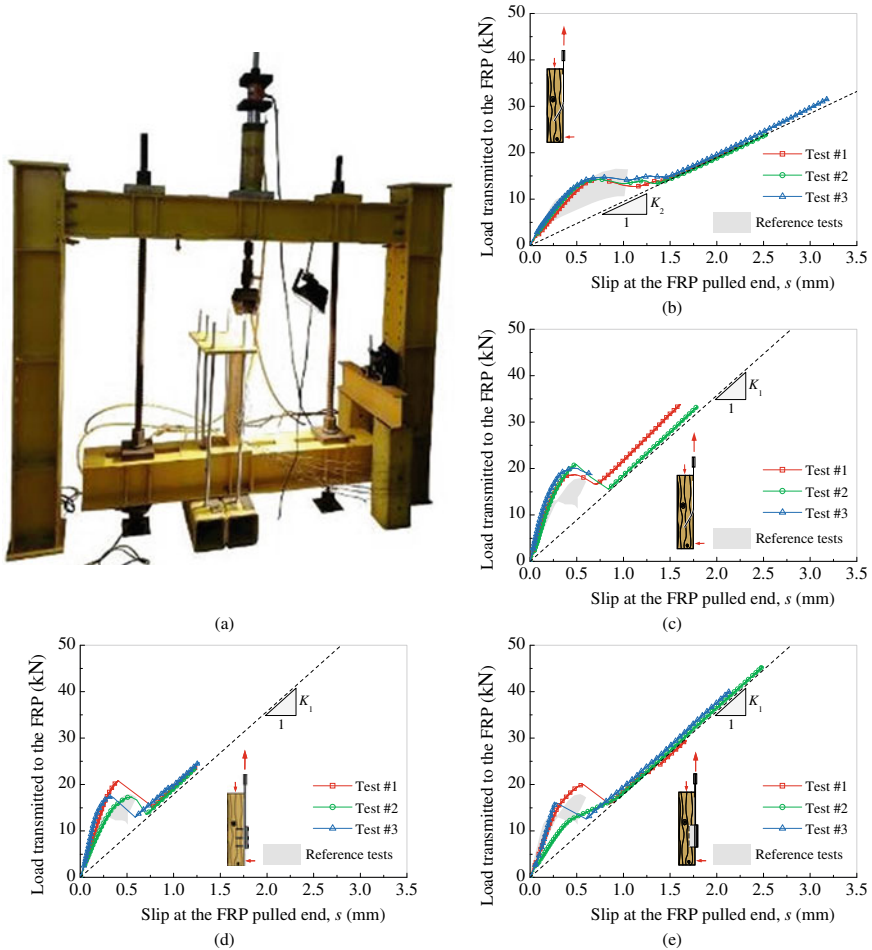 (a)
Load transmitted to the FRP (kN)
50
40
30
20
10
0
0.0 0.5 1.0 1.5 2.0 2.5 3.0 3.5
Slip at the FRP pulled end, s (mm)
K2
1
Test #1
Test #2
Test #3
Reference tests
(b)
Load transmitted to the FRP (kN)
50
40
30
20
10
0
0.0 0.5 1.0 1.5 2.0 2.5 3.0 3.5
Slip at the FRP pulled end, s (mm)
K1
1
Test #1
Test #2
Test #3
Reference tests
(c)
Load transmitted to the FRP (kN)
50
40
30
20
10
0
0.0 0.5 1.0 1.5 2.0 2.5 3.0 3.5
Slip at the FRP pulled end, s (mm)
K1
1
Test #1
Test #2
Test #3
Reference tests
(d)
Load transmitted to the FRP (kN)
50
40
30
20
10
0
0.0 0.5 1.0 1.5 2.0 2.5 3.0 3.5
Slip at the FRP pulled end, s (mm)
K1
1
Test #1
Test #2
Test #3
Reference tests
(e)